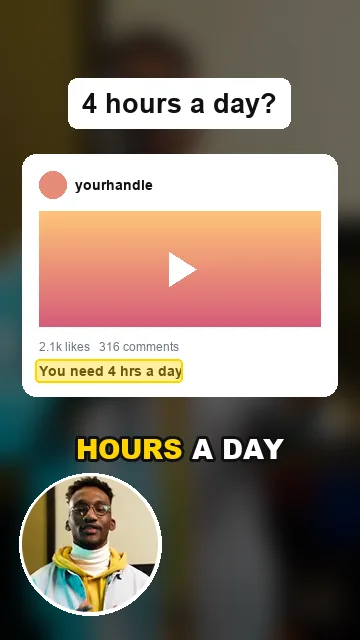 4 hours a day?
yourhandle
2.1k likes 316 comments
You need 4 hrs a day
HOURS A DAY